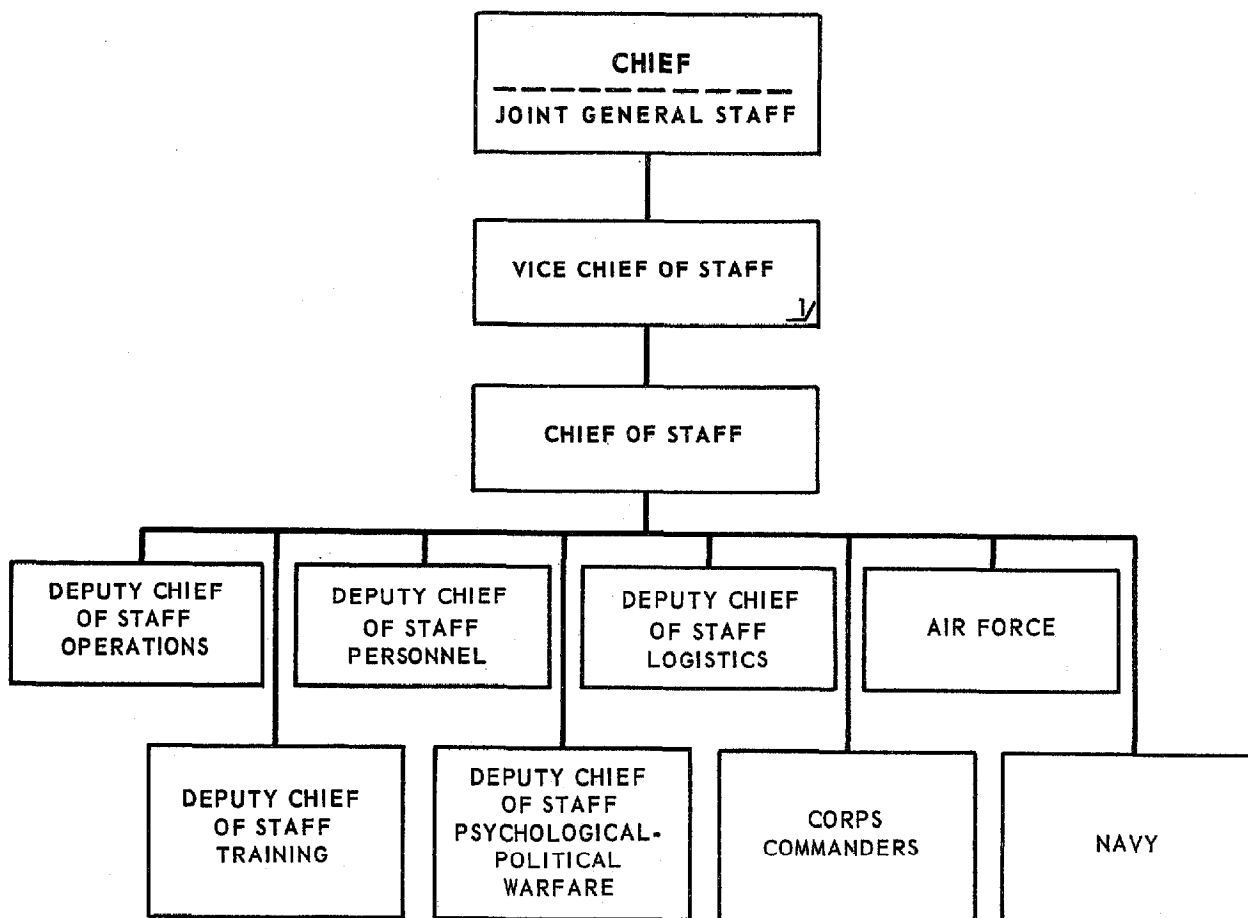 CHIEF
JOINT GENERAL STAFF
VICE CHIEF OF STAFF
1/
CHIEF OF STAFF
DEPUTY CHIEF
OF STAFF
OPERATIONS
DEPUTY CHIEF
OF STAFF
PERSONNEL
DEPUTY CHIEF
OF STAFF
LOGISTICS
AIR FORCE
DEPUTY CHIEF
OF STAFF
TRAINING
DEPUTY CHIEF
OF STAFF
PSYCHOLOGICAL-
POLITICAL
WARFARE
CORPS
COMMANDERS
NAVY